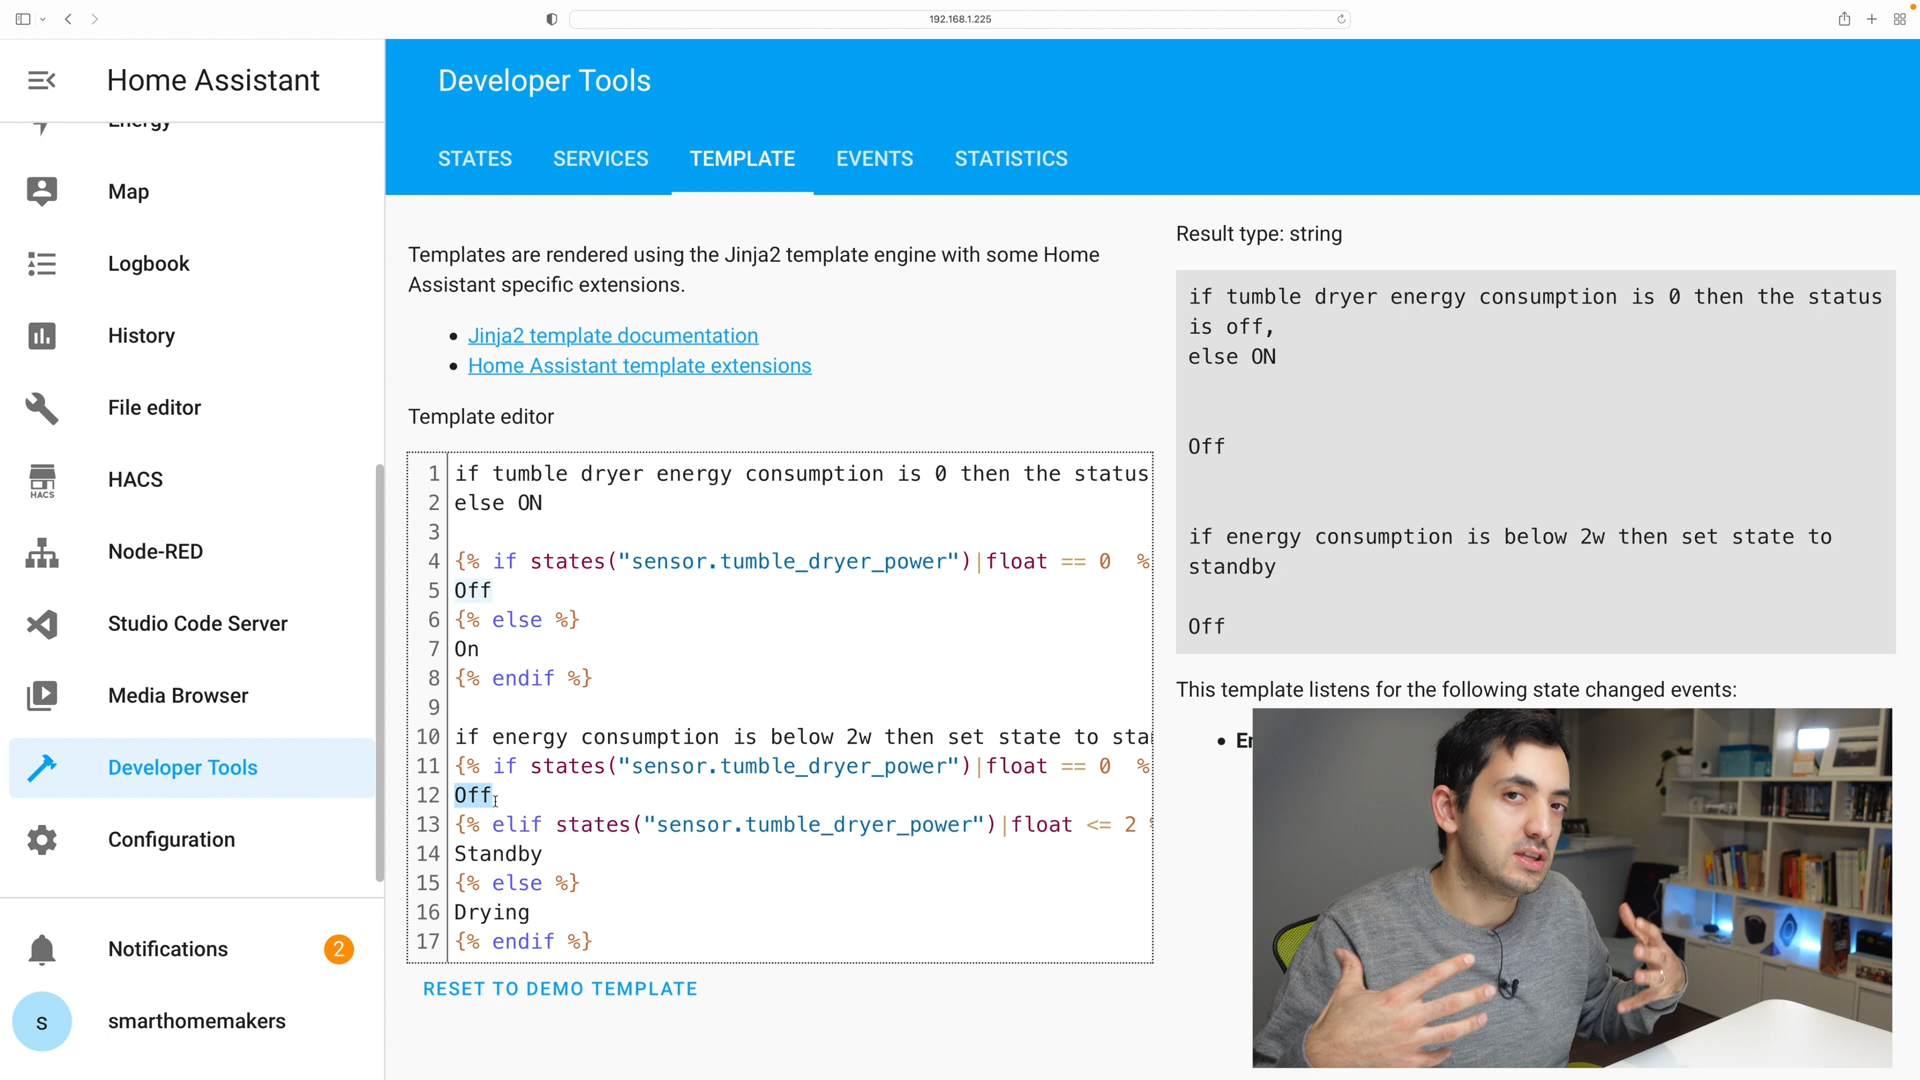 192.168.1.225
Home Assistant
Developer Tools
STATES
SERVICES
TEMPLATE
EVENTS
STATISTICS
Energy
Map
Logbook
History
File editor
HACS
HACS
Node-RED
Studio Code Server
Media Browser
Developer Tools
Configuration
Notifications
2
s
smarthomemakers
Templates are rendered using the Jinja2 template engine with some Home
Assistant specific extensions.
Jinja2 template documentation
Home Assistant template extensions
Template editor
1 if tumble dryer energy consumption is 0 then the status
2 else ON
3
4 {% if states("sensor.tumble_dryer_power")|float == 0 %
5 Off
6 {% else %}
7 On
8 {% endif %}
9
10 if energy consumption is below 2w then set state to sta
11 {% if states("sensor.tumble_dryer_power")|float == 0 %
12 Off
13 {% elif states("sensor.tumble_dryer_power")|float <= 2 %
14 Standby
15 {% else %}
16 Drying
17 {% endif %}
RESET TO DEMO TEMPLATE
Result type: string
if tumble dryer energy consumption is 0 then the status
is off,
else ON
Off
if energy consumption is below 2w then set state to
standby
Off
This template listens for the following state changed events: